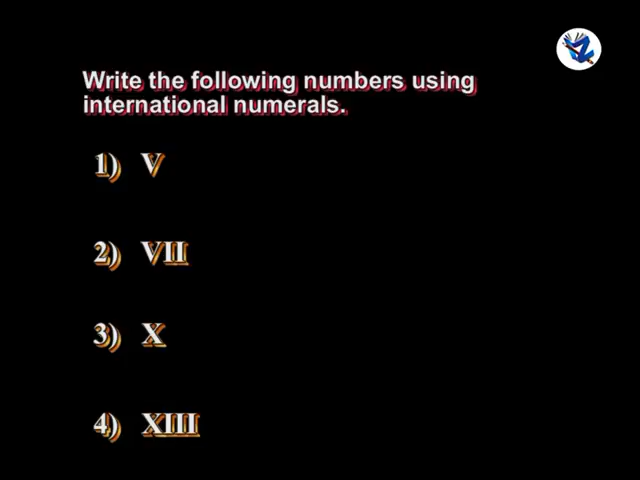 Write the following numbers using
international numerals.
1) V
2) VII
3) X
4) XIII